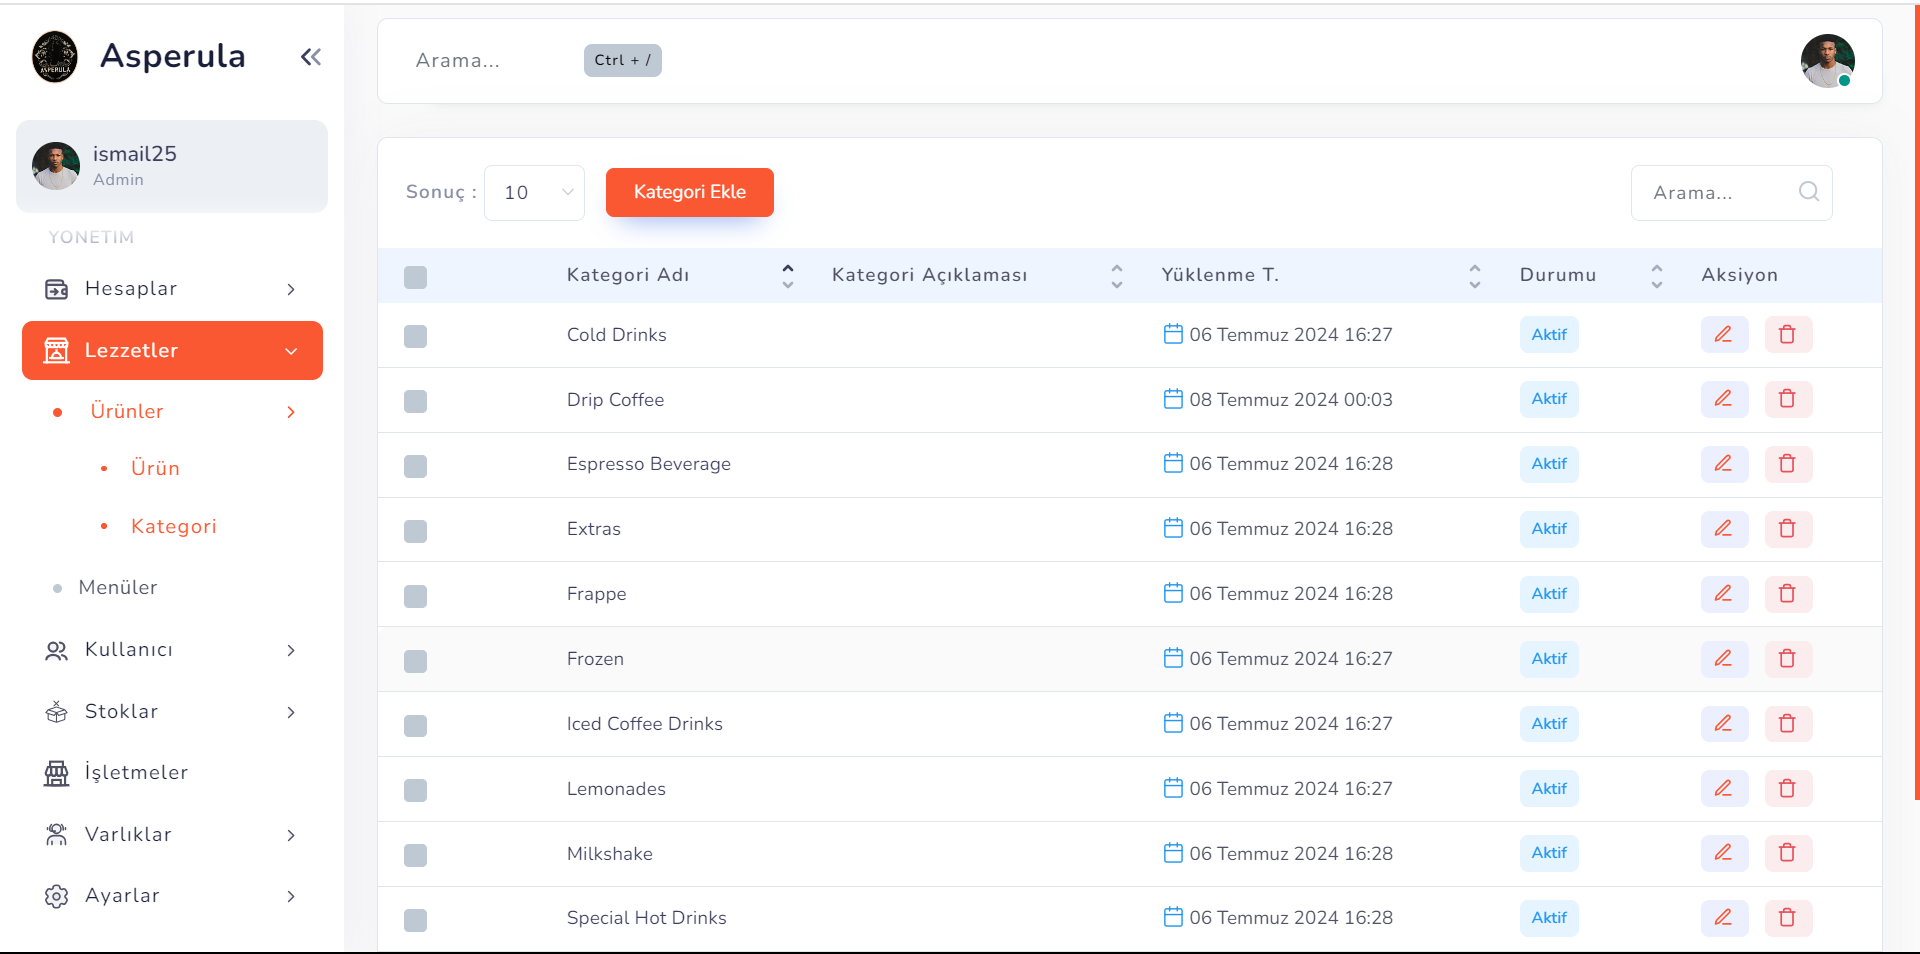 Asperula
Arama...
Ctrl + /
ismail25
Admin
YONETIM
Hesaplar
Lezzetler
Ürünler
Ürün
Kategori
Menüler
Kullanıcı
Stoklar
İşletmeler
Varlıklar
Ayarlar
Sonuç : 10 Kategori Ekle Arama...
Kategori Adı Kategori Açıklaması Yüklenme T. Durumu Aksiyon
Cold Drinks 06 Temmuz 2024 16:27 Aktif
Drip Coffee 08 Temmuz 2024 00:03 Aktif
Espresso Beverage 06 Temmuz 2024 16:28 Aktif
Extras 06 Temmuz 2024 16:28 Aktif
Frappe 06 Temmuz 2024 16:28 Aktif
Frozen 06 Temmuz 2024 16:27 Aktif
Iced Coffee Drinks 06 Temmuz 2024 16:27 Aktif
Lemonades 06 Temmuz 2024 16:27 Aktif
Milkshake 06 Temmuz 2024 16:28 Aktif
Special Hot Drinks 06 Temmuz 2024 16:28 Aktif